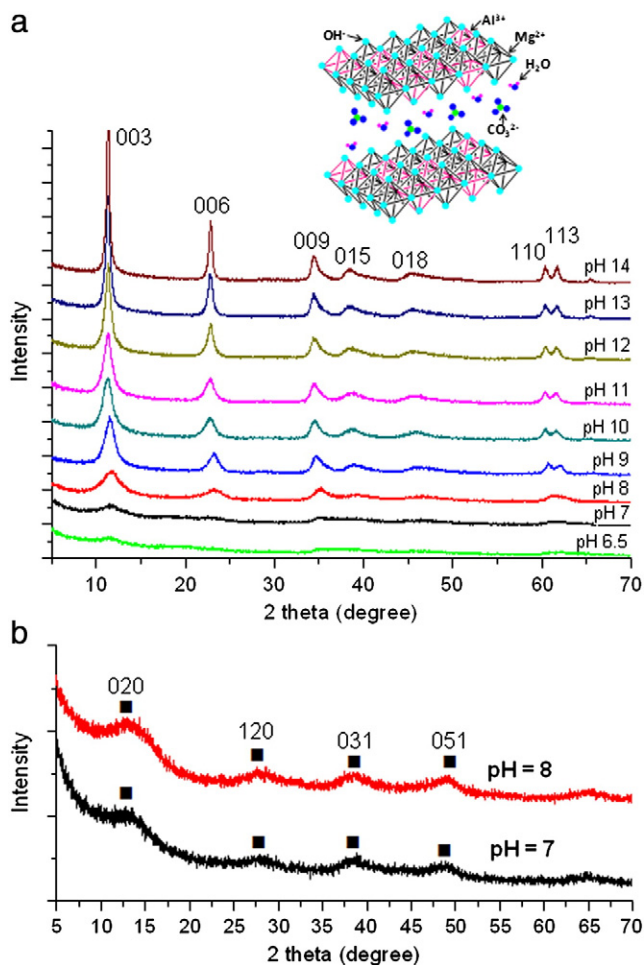 a
OH⁻
Al³⁺
Mg²⁺
H₂O
CO₃²⁻
003
006
009
015
018
110
113
pH 14
pH 13
pH 12
pH 11
pH 10
pH 9
pH 8
pH 7
pH 6.5
Intensity
10 20 30 40 50 60 70
2 theta (degree)
b
020
120
031
051
pH = 8
pH = 7
Intensity
5 10 15 20 25 30 35 40 45 50 55 60 65 70
2 theta (degree)